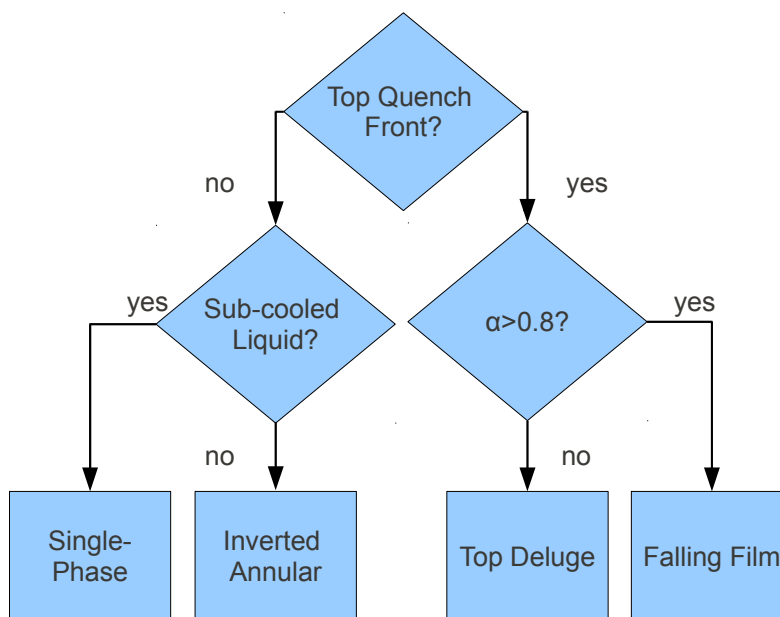 Top Quench
Front?
no
yes
yes
Sub-cooled
Liquid?
α>0.8?
yes
no
no
Single-
Phase
Inverted
Annular
Top Deluge
Falling Film